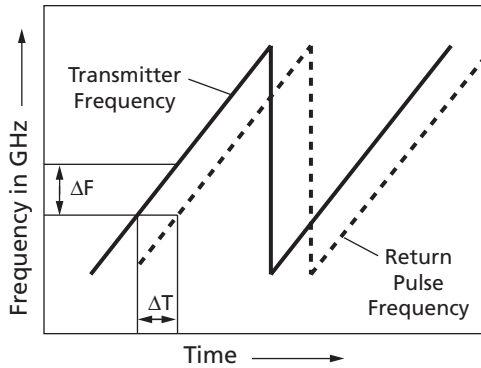 Frequency in GHz
Transmitter
Frequency
ΔF
ΔT
Return
Pulse
Frequency
Time